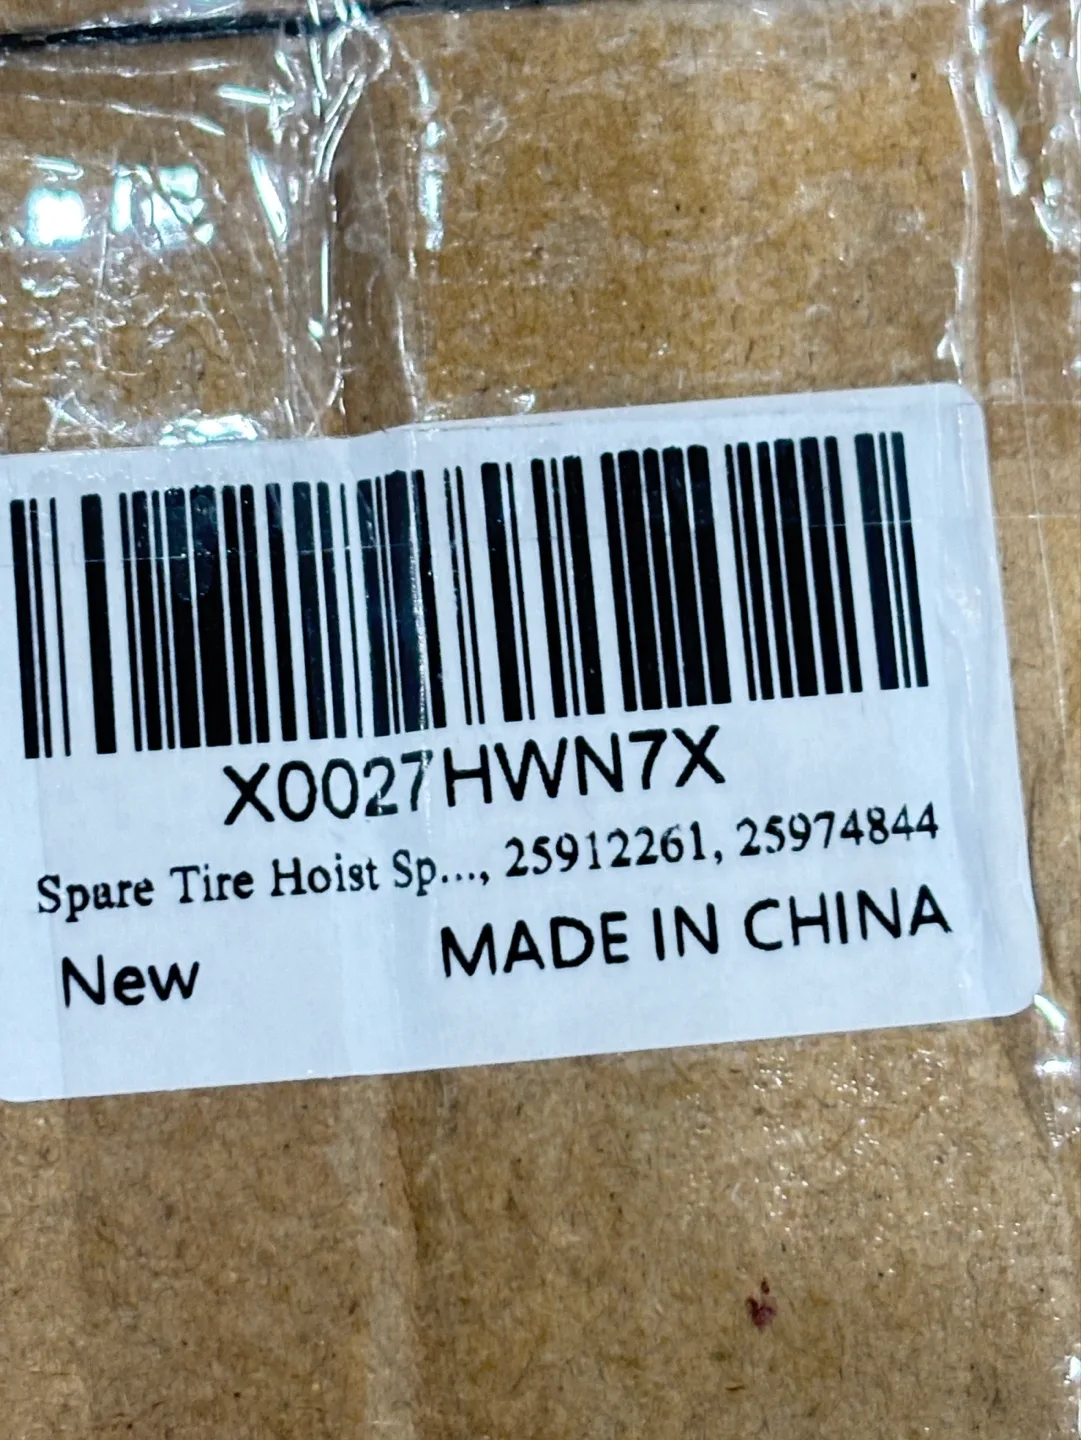 X0027HWN7X
Spare Tire Hoist Sp..., 25912261, 25974844
New MADE IN CHINA